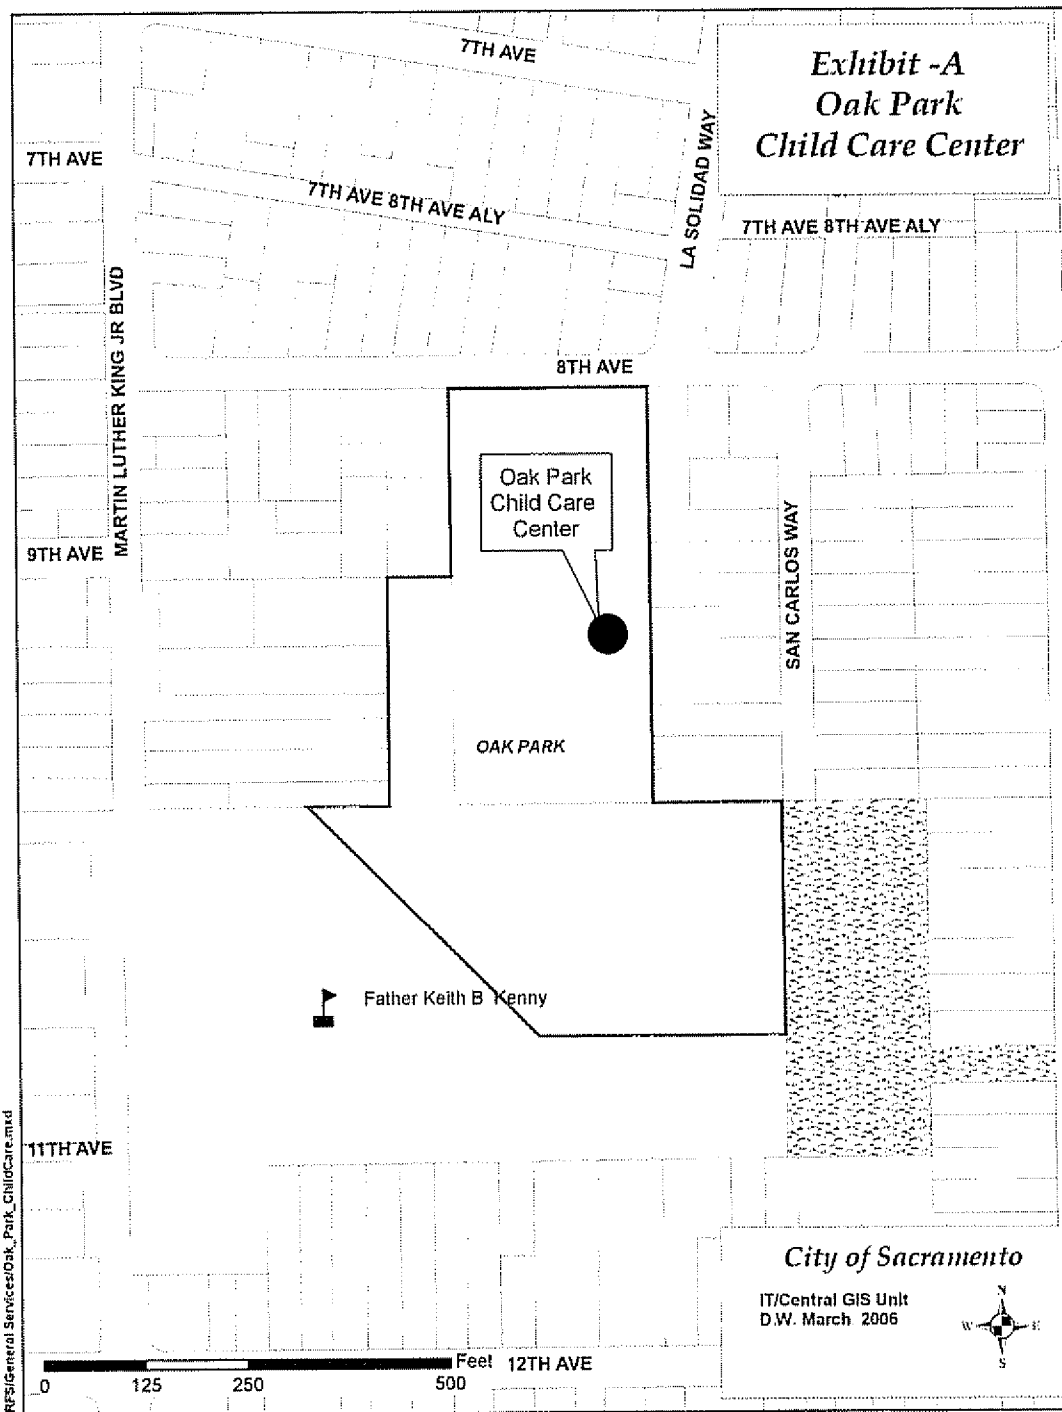 Exhibit -A
Oak Park
Child Care Center
7TH AVE
7TH AVE
LA SOLIDAD WAY
7TH AVE 8TH AVE ALY
7TH AVE 8TH AVE ALY
MARTIN LUTHER KING JR BLVD
8TH AVE
Oak Park
Child Care
Center
9TH AVE
SAN CARLOS WAY
OAK PARK
Father Keith B Kenny
11TH AVE
RFS/General Services/Oak_Park_ChildCare.mxd
City of Sacramento
IT/Central GIS Unit
D.W. March 2006
N
W E
S
Feet
12TH AVE
0 125 250 500